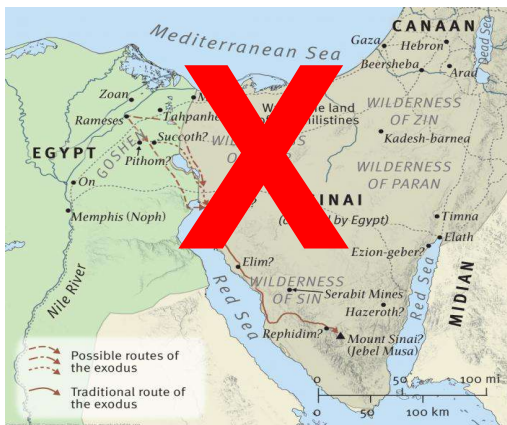 CANAAN
Mediterranean Sea
Gaza
Hebron
Dead Sea
Beersheba
Arad
Zoan
land
Tahpanhe
Rameses
WILDERNESS
OF ZIN
Succoth?
Kadesh-barnea
GOSHEN
EGYPT
Pithom?
WILDERNESS
OF PARAN
On
INAI
by Egypt)
Memphis (Noph)
Timna
Elath
Ezion-geber?
Elim?
WILDERNESS
OF SIN
Serabit Mines
Hazeroth?
Red Sea
Red Sea
MIDIAN
Nile River
Rephidim?
Mount Sinai?
(Jebel Musa)
Possible routes of
the exodus
Traditional route of
the exodus
0 50 100 mi
0 50 100 km